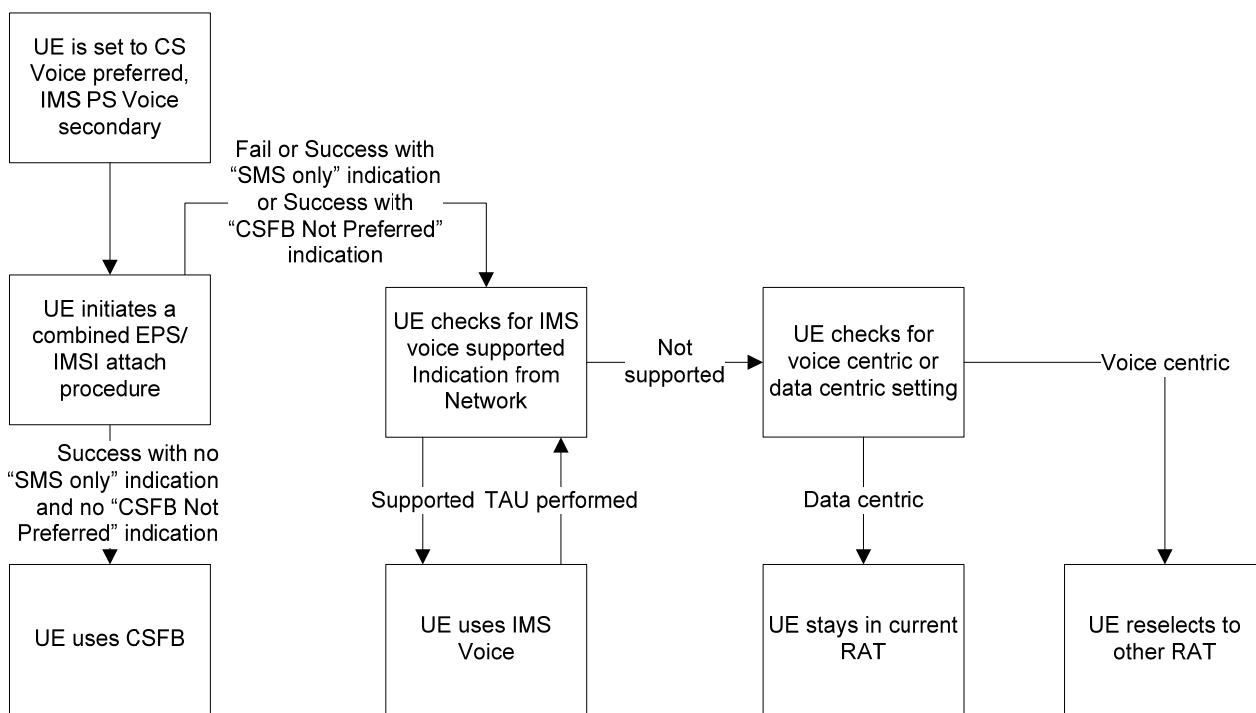 UE is set to CS
Voice preferred,
IMS PS Voice
secondary
Fail or Success with
“SMS only” indication
or Success with
“CSFB Not Preferred”
indication
UE initiates a
combined EPS/
IMSI attach
procedure
UE checks for IMS
voice supported
Indication from
Network
Not
supported
UE checks for
voice centric or
data centric setting
Voice centric
Success with no
“SMS only” indication
and no “CSFB Not
Preferred” indication
Supported
TAU performed
Data centric
UE uses CSFB
UE uses IMS
Voice
UE stays in current
RAT
UE reselects to
other RAT